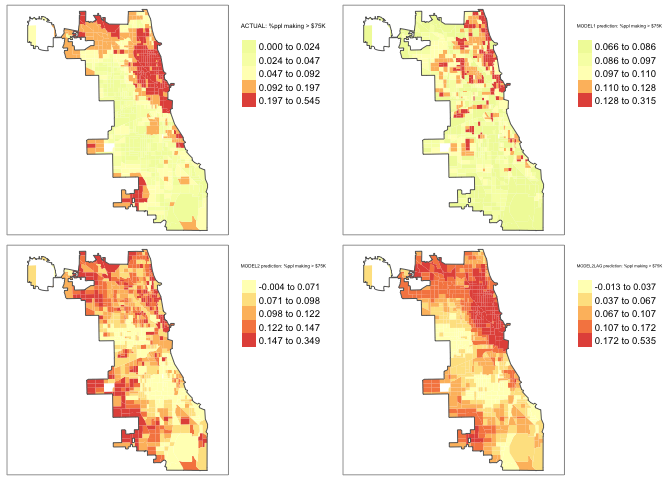 ACTUAL: %ppl making > $75K
0.000 to 0.024
0.024 to 0.047
0.047 to 0.092
0.092 to 0.197
0.197 to 0.545
MODEL1 prediction: %ppl making > $75K
0.066 to 0.086
0.086 to 0.097
0.097 to 0.110
0.110 to 0.128
0.128 to 0.315
MODEL2 prediction: %ppl making > $75K
-0.004 to 0.071
0.071 to 0.098
0.098 to 0.122
0.122 to 0.147
0.147 to 0.349
MODEL2LAG prediction: %ppl making > $75K
-0.013 to 0.037
0.037 to 0.067
0.067 to 0.107
0.107 to 0.172
0.172 to 0.535